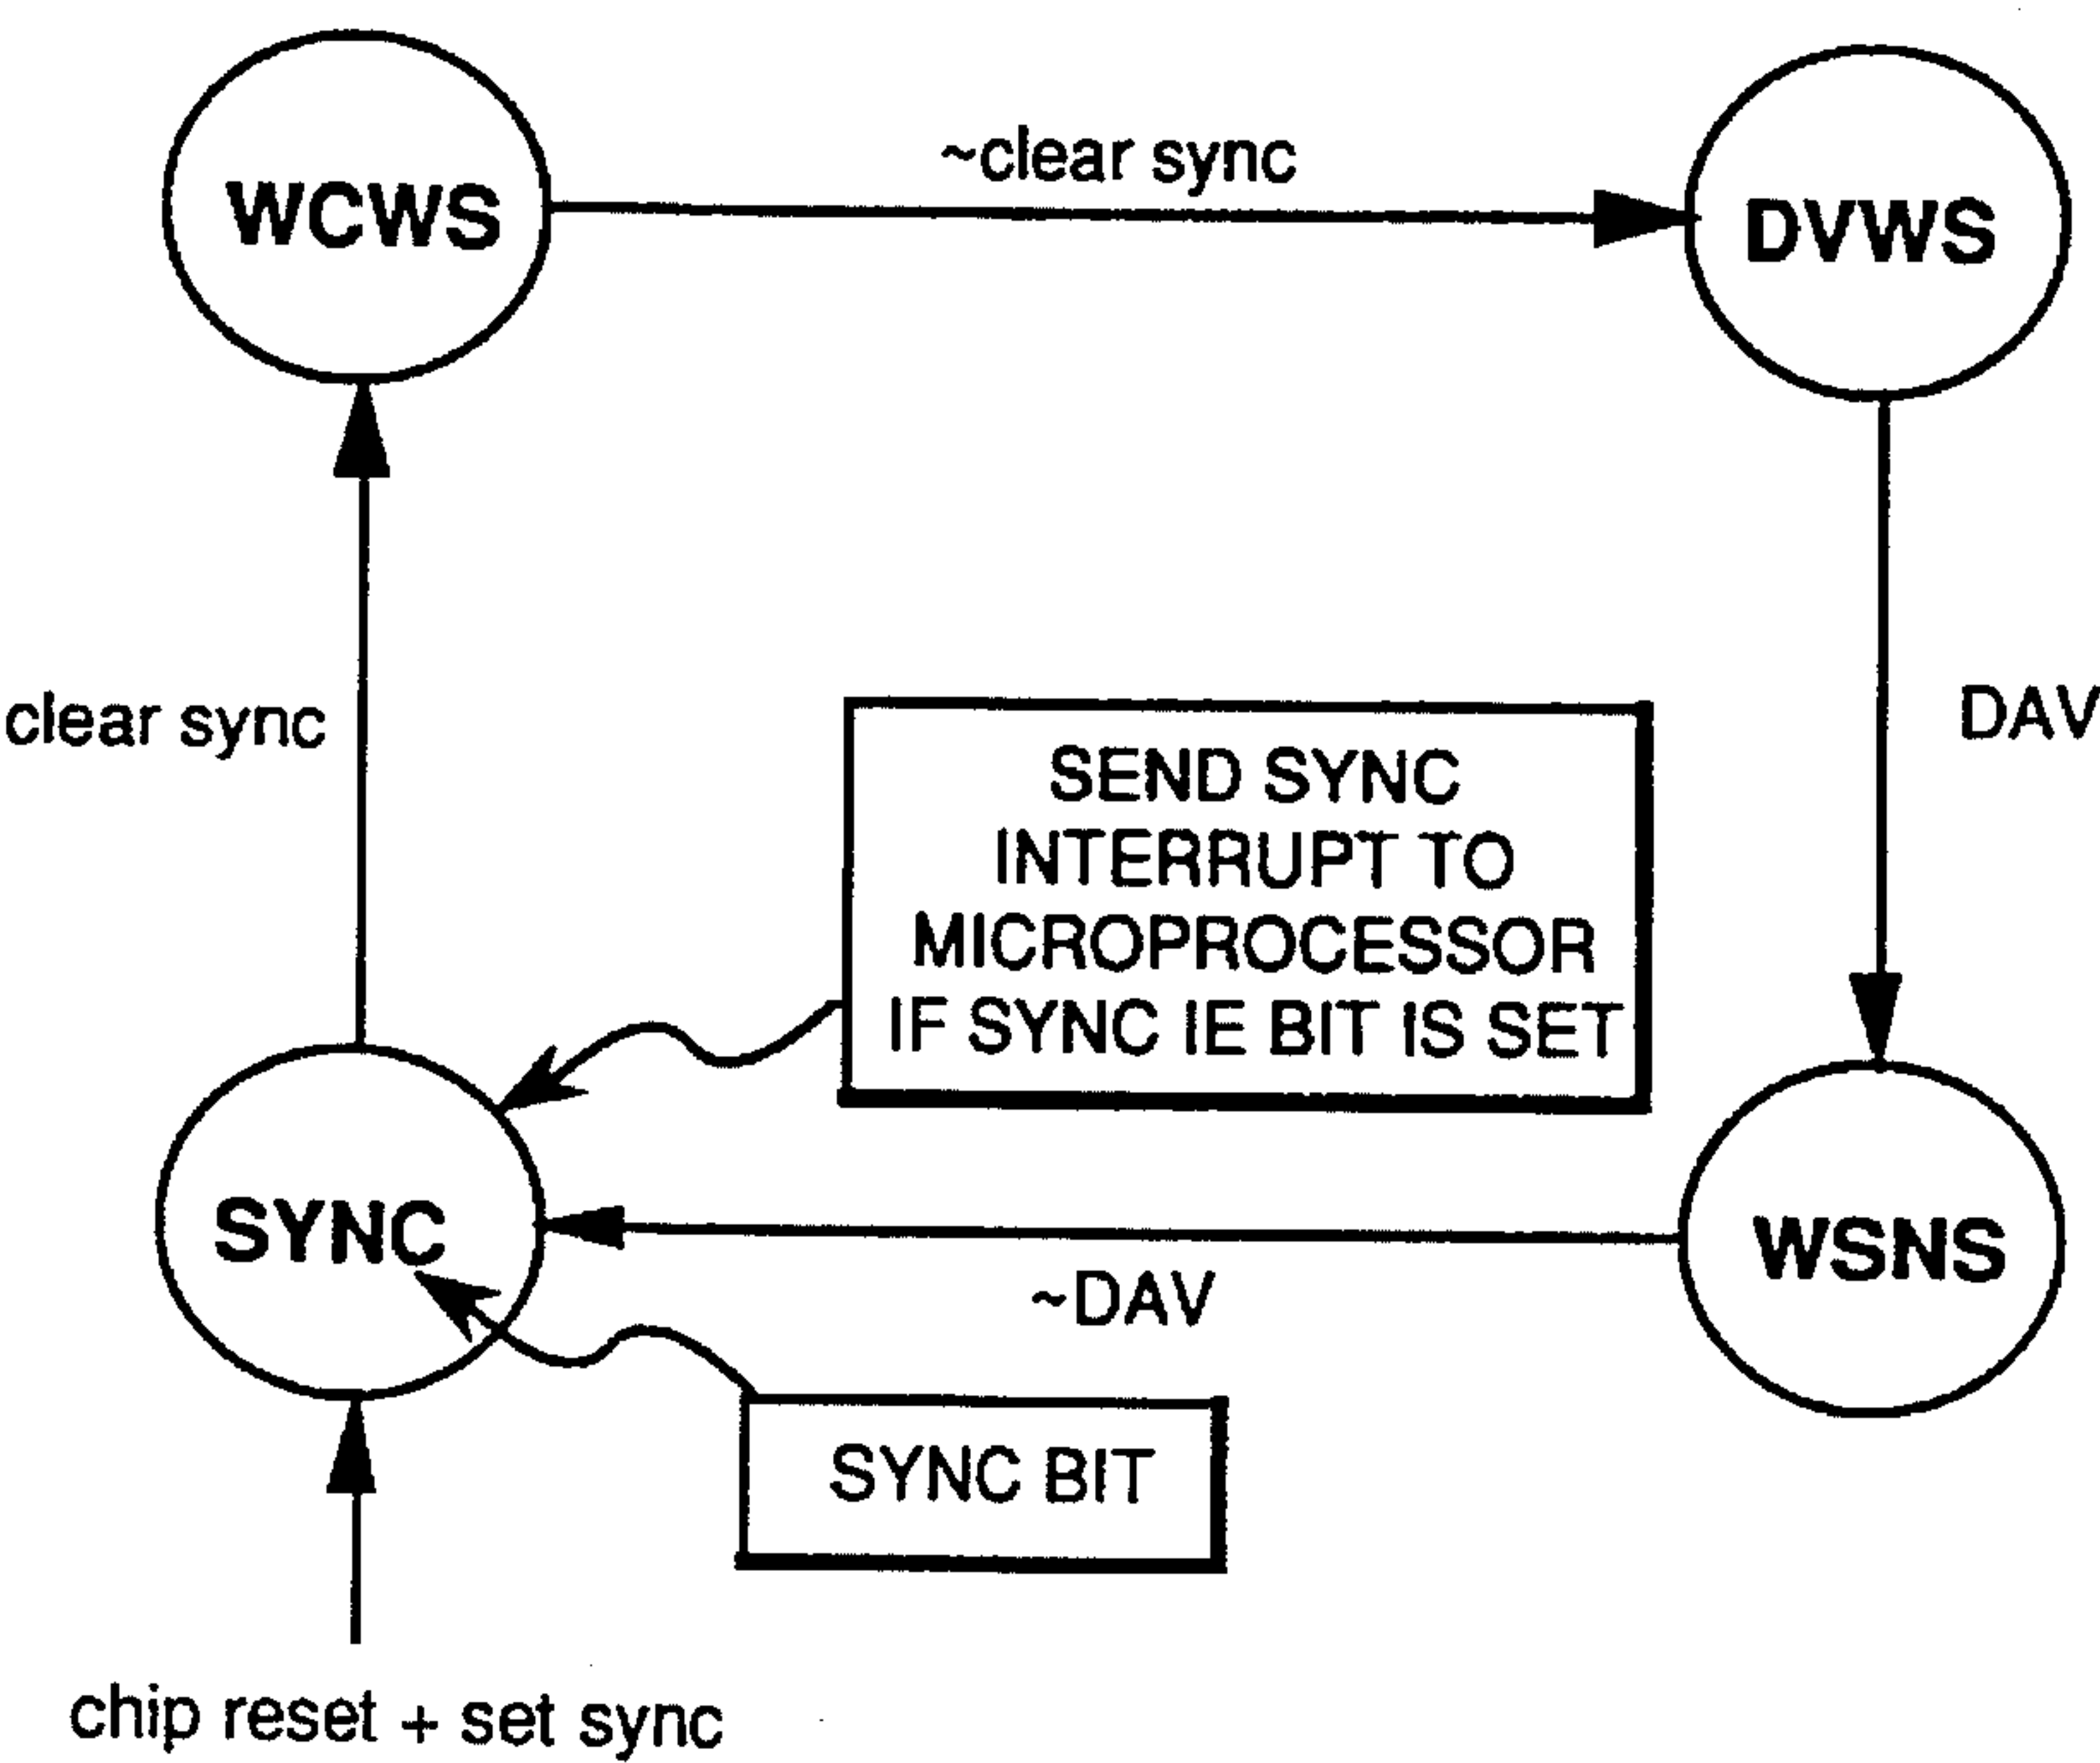 ~clear sync
WCWS
DVWS
clear sync
DAV
SEND SYNC
INTERRUPT TO
MICROPROCESSOR
IF SYNC IE BIT IS SET
SYNC
WSNS
~DAV
SYNC BIT
chip reset + set sync